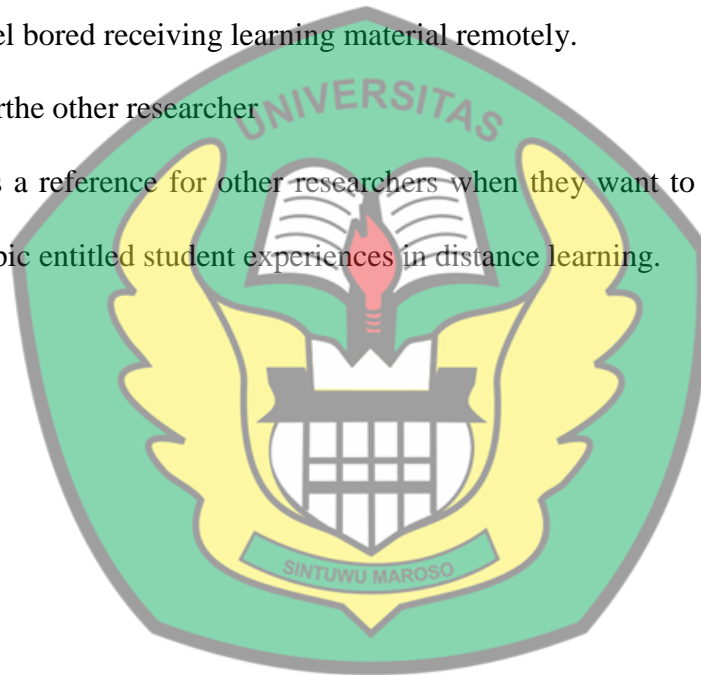 el bored receiving learning material remotely.
rthe other researcher
s a reference for other researchers when they want to
pic entitled student experiences in distance learning.
UNIVERSITAS
SINTUWU MAROSO